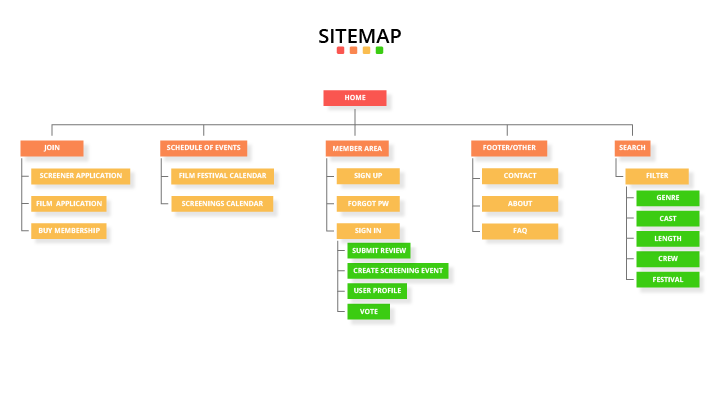 SITEMAP
HOME
JOIN
SCREENER APPLICATION
FILM APPLICATION
BUY MEMBERSHIP
SCHEDULE OF EVENTS
FILM FESTIVAL CALENDAR
SCREENINGS CALENDAR
MEMBER AREA
SIGN UP
FORGOT PW
SIGN IN
SUBMIT REVIEW
CREATE SCREENING EVENT
USER PROFILE
VOTE
FOOTER/OTHER
CONTACT
ABOUT
FAQ
SEARCH
FILTER
GENRE
CAST
LENGTH
CREW
FESTIVAL